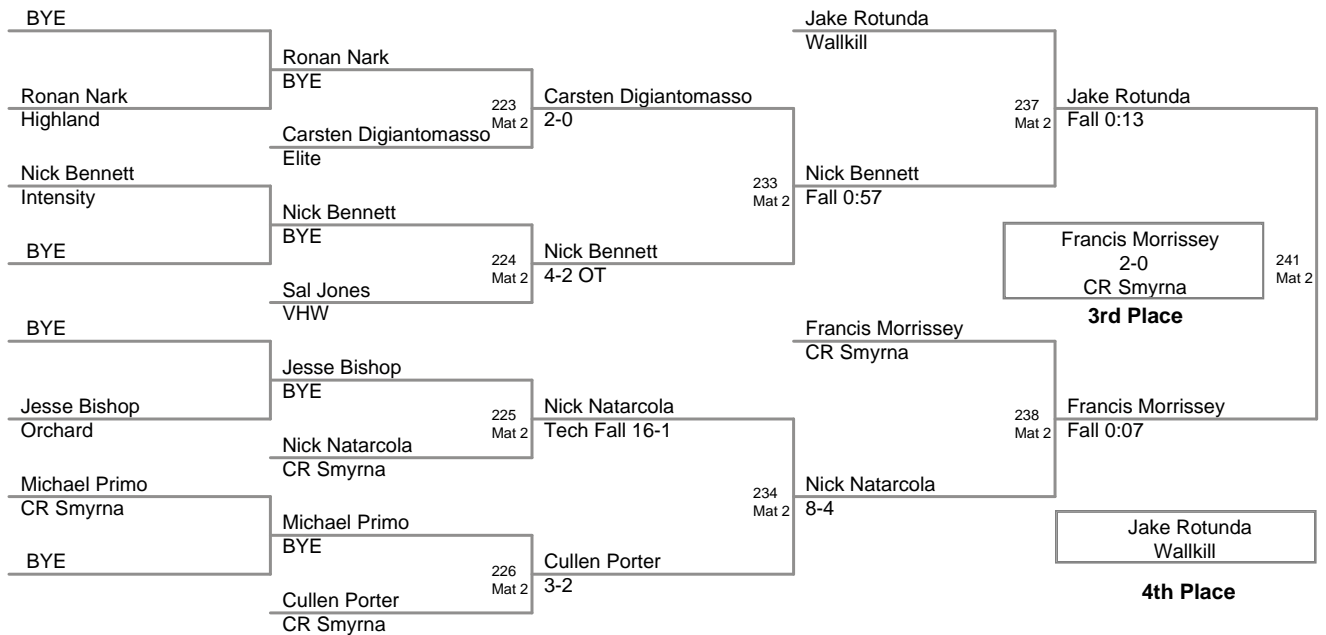 BYE
Ronan Nark
Highland
Nick Bennett
Intensity
BYE
BYE
Jesse Bishop
Orchard
Michael Primo
CR Smyrna
BYE
Ronan Nark
BYE
Carsten Digiantomasso
Elite
Nick Bennett
BYE
Sal Jones
VHW
Jesse Bishop
BYE
Nick Natarcola
CR Smyrna
Michael Primo
BYE
Cullen Porter
CR Smyrna
223
Mat 2
224
Mat 2
225
Mat 2
226
Mat 2
Carsten Digiantomasso
2-0
Nick Bennett
4-2 OT
Nick Natarcola
Tech Fall 16-1
Cullen Porter
3-2
233
Mat 2
234
Mat 2
Jake Rotunda
Wallkill
Nick Bennett
Fall 0:57
Francis Morrissey
CR Smyrna
Nick Natarcola
8-4
237
Mat 2
238
Mat 2
Jake Rotunda
Fall 0:13
Francis Morrissey
Fall 0:07
241
Mat 2
Francis Morrissey
2-0
CR Smyrna
3rd Place
Jake Rotunda
Wallkill
4th Place